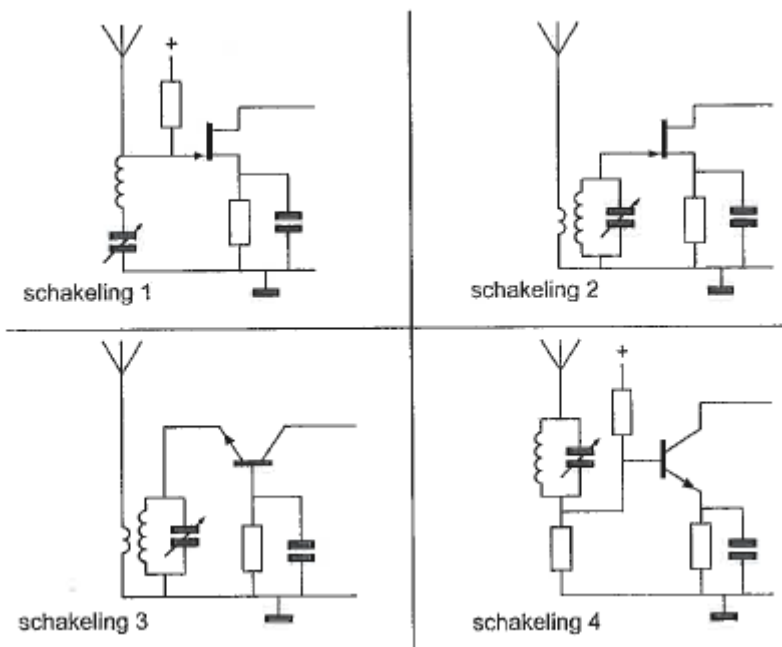 +
schakeling 1
schakeling 2
schakeling 3
+
schakeling 4